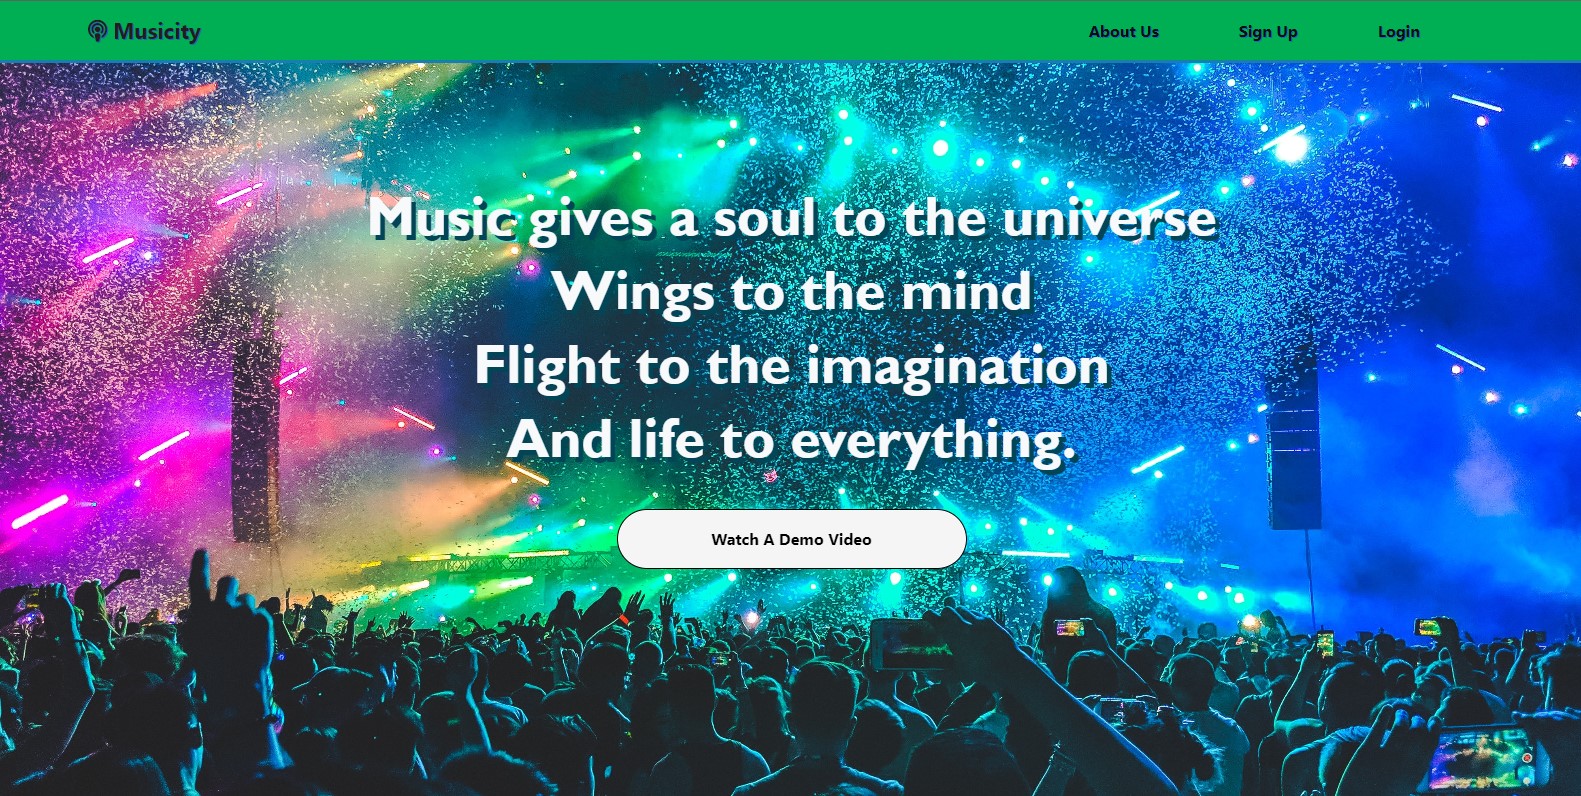 Musicity
About Us
Sign Up
Login
Music gives a soul to the universe
Wings to the mind
Flight to the imagination
And life to everything.
Watch A Demo Video